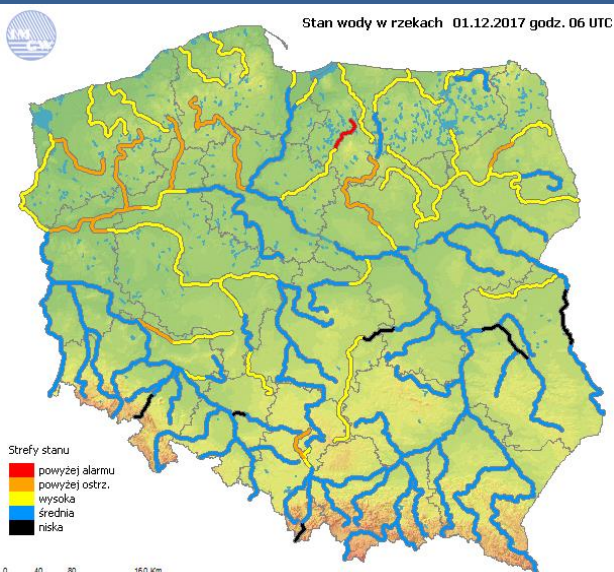 IMGW
Stan wody w rzekach 01.12.2017 godz. 06 UTC
Strefy stanu
powyżej alarmu
powyżej ostrz.
wysoka
średnia
niska
0 40 80 160 Km